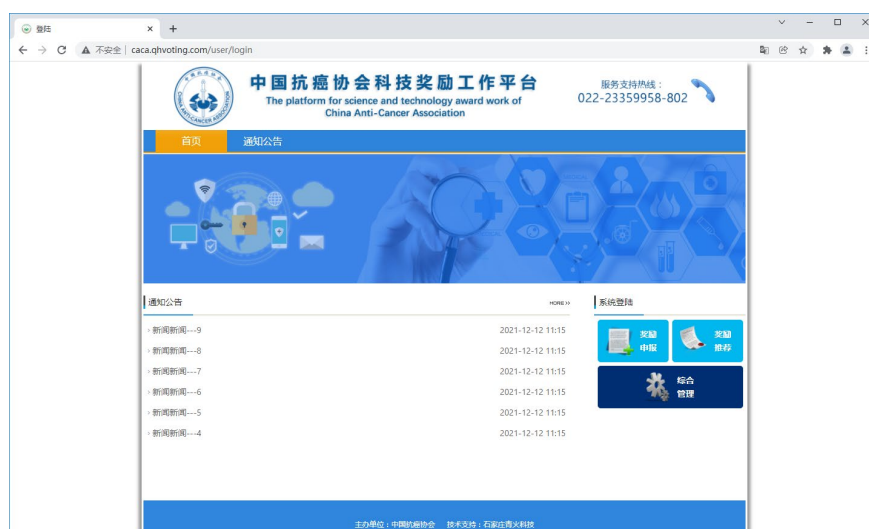 登陆
不安全
caca.qhvoting.com/user/login
CHINA ANTI-CANCER ASSOCIATION
中国抗癌协会科技奖励工作平台
The platform for science and technology award work of
China Anti-Cancer Association
服务支持热线：
022-23359958-802
首页
通知公告
通知公告
HOME >>
新闻新闻---9
2021-12-12 11:15
新闻新闻---8
2021-12-12 11:15
新闻新闻---7
2021-12-12 11:15
新闻新闻---6
2021-12-12 11:15
新闻新闻---5
2021-12-12 11:15
新闻新闻---4
2021-12-12 11:15
系统登陆
奖励
申报
奖励
推荐
综合
管理
主办单位：中国抗癌协会 技术支持：石家庄青火科技